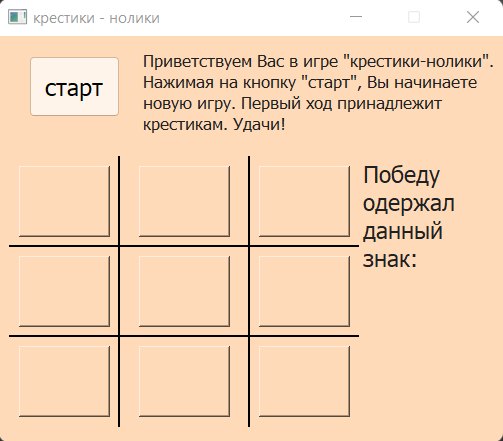 крестики - нолики
старт
Приветствуем Вас в игре "крестики-нолики".
Нажимая на кнопку "старт", Вы начинаете
новую игру. Первый ход принадлежит
крестикам. Удачи!
Победу
одержал
данный
знак: